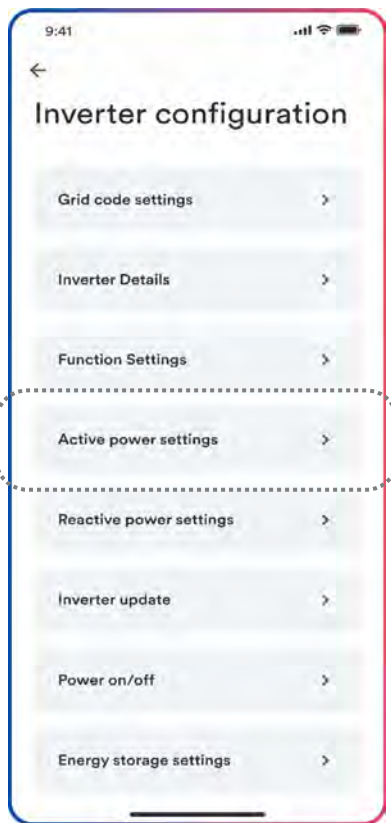 9:41
Inverter configuration
Grid code settings
Inverter Details
Function Settings
Active power settings
Reactive power settings
Inverter update
Power on/off
Energy storage settings